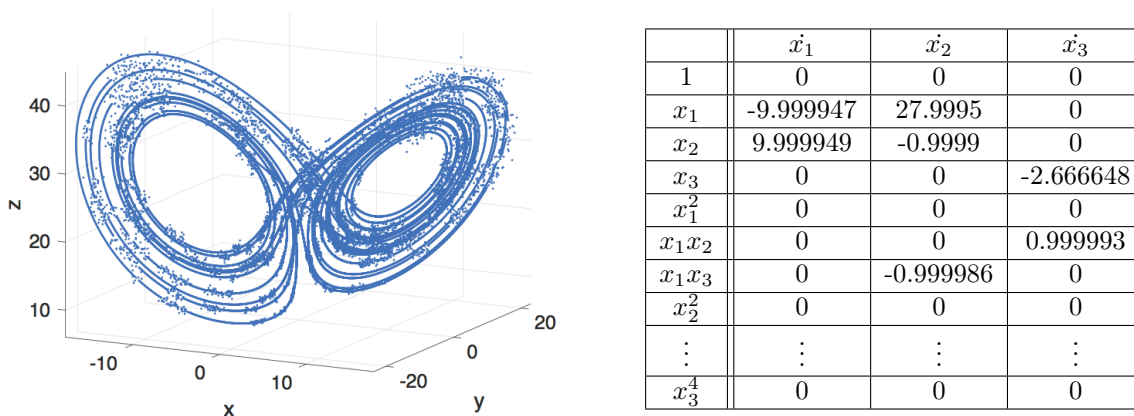 40
30
20
10
z
-10
0
10
x
-20
0
20
y
ẋ₁ ẋ₂ ẋ₃
1 0 0 0
x₁ -9.999947 27.9995 0
x₂ 9.999949 -0.9999 0
x₃ 0 0 -2.666648
x₁² 0 0 0
x₁x₂ 0 0 0.999993
x₁x₃ 0 -0.999986 0
x₂² 0 0 0
⋮ ⋮ ⋮ ⋮
x₃⁴ 0 0 0